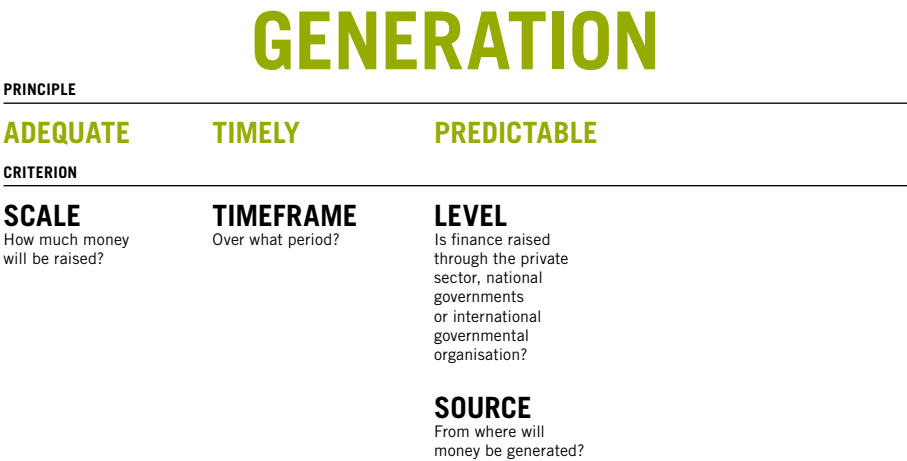 GENERATION
PRINCIPLE
ADEQUATE
TIMELY
PREDICTABLE
CRITERION
SCALE
How much money
will be raised?
TIMEFRAME
Over what period?
LEVEL
Is finance raised
through the private
sector, national
governments
or international
governmental
organisation?
SOURCE
From where will
money be generated?